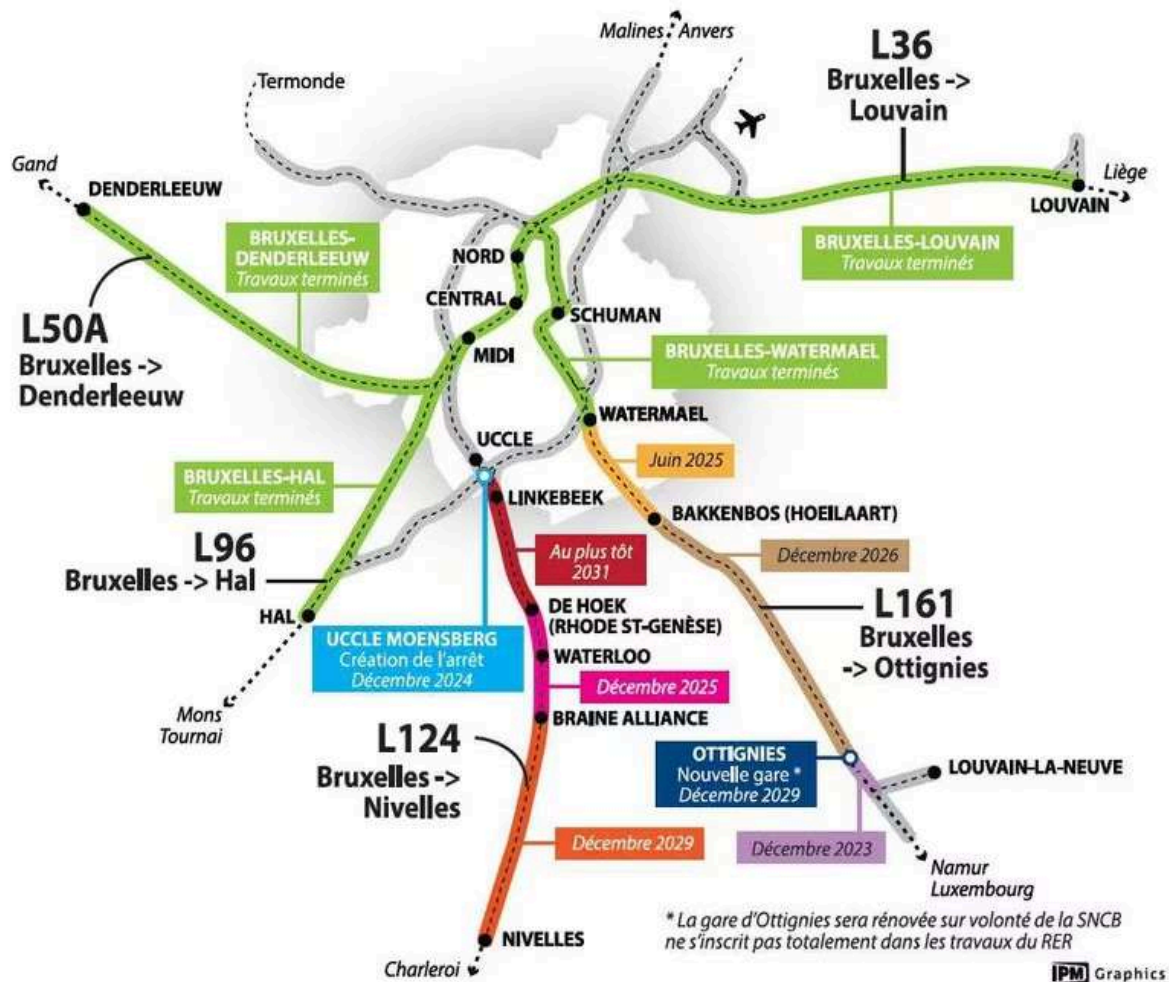 Malines
Anvers
Termonde
L36
Bruxelles ->
Louvain
Gand
DENDERLEEUW
Liège
LOUVAIN
BRUXELLES-
DENDERLEEUW
Travaux terminés
BRUXELLES-LOUVAIN
Travaux terminés
NORD
CENTRAL
SCHUMAN
MIDI
L50A
Bruxelles ->
Denderleeuw
BRUXELLES-WATERMAEL
Travaux terminés
WATERMAEL
UCCLE
Juin 2025
BRUXELLES-HAL
Travaux terminés
LINKEBEEK
BAKKENBOS (HOEILAART)
L96
Bruxelles -> Hal
Au plus tôt
2031
Décembre 2026
HAL
DE HOEK
(RHODE ST-GENÈSE)
L161
Bruxelles
-> Ottignies
UCCLE MOENSBERG
Création de l'arrêt
Décembre 2024
WATERLOO
Décembre 2025
Mons
Tournai
BRAINE ALLIANCE
L124
Bruxelles ->
Nivelles
OTTIGNIES
Nouvelle gare *
Décembre 2029
LOUVAIN-LA-NEUVE
Décembre 2029
Décembre 2023
Namur
Luxembourg
* La gare d'Ottignies sera rénovée sur volonté de la SNCB
ne s'inscrit pas totalement dans les travaux du RER
NIVELLES
Charleroi
IPM Graphics